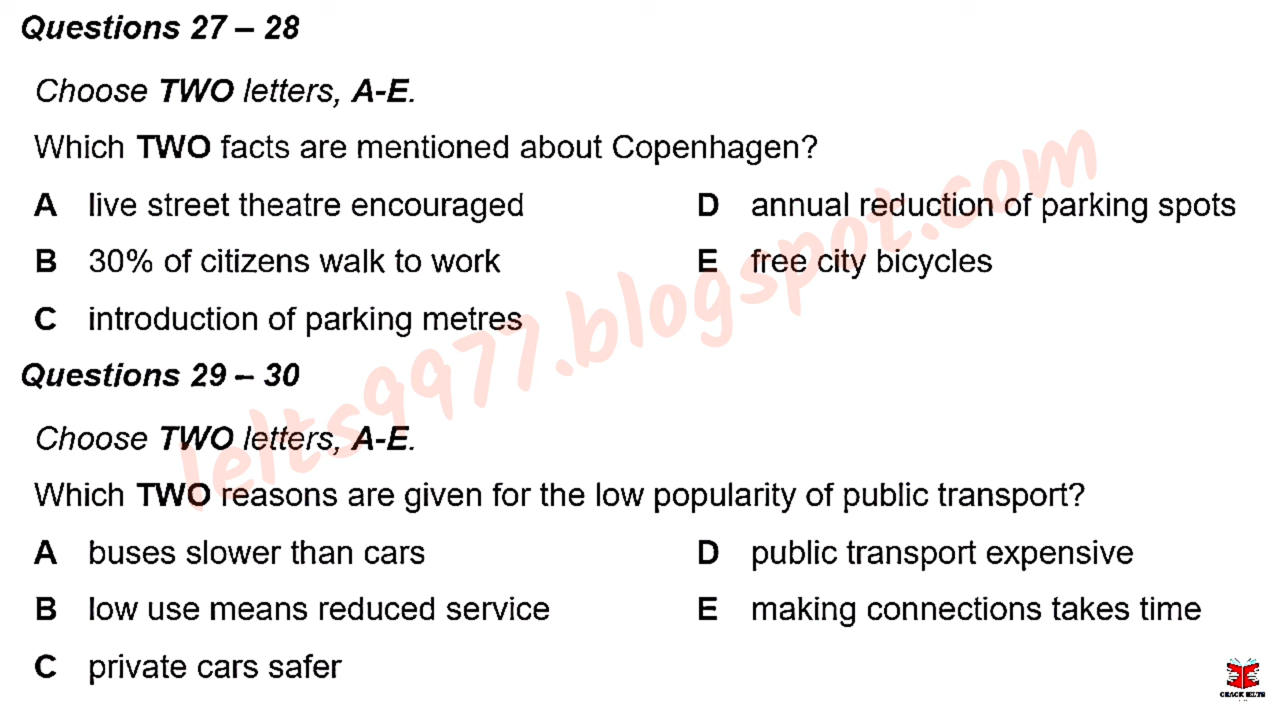 Questions 27 – 28
Choose TWO letters, A-E.
Which TWO facts are mentioned about Copenhagen?
A live street theatre encouraged
B 30% of citizens walk to work
C introduction of parking metres
D annual reduction of parking spots
E free city bicycles
Questions 29 – 30
Choose TWO letters, A-E.
Which TWO reasons are given for the low popularity of public transport?
A buses slower than cars
B low use means reduced service
C private cars safer
D public transport expensive
E making connections takes time
Ielts9977.blogspot.com
CRACK IELTS